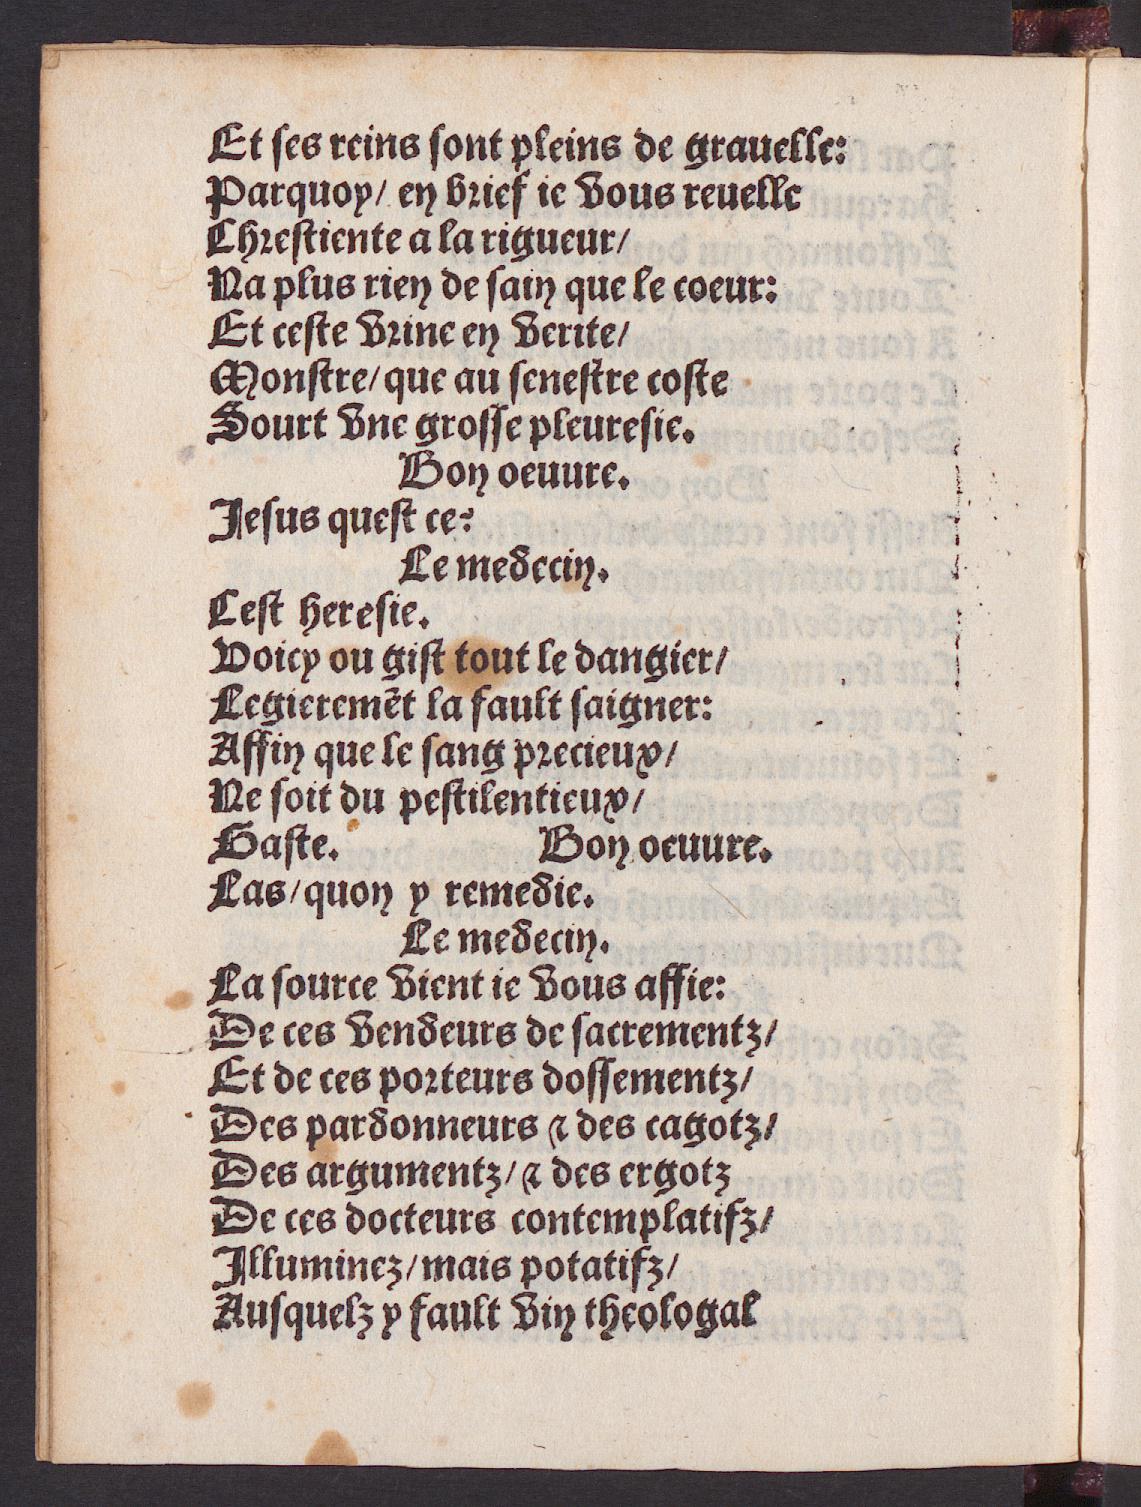 Et ses reins sont pleins de grauelle:
Parquoy/ en brief ie vous reuelle
Chrestiente a la rigueur/
Na plus rien de sain que le coeur:
Et ceste vrine en verite/
Monstre/ que au senestre coste
Sourt vne grosse pleuresie.
Bon oeuure.
Jesus quest ce?
Le medecin.
Cest heresie.
Voicy ou gist tout le dangier/
Legieremẽt la fault saigner:
Affin que le sang precieux/
Ne soit du pestilentieux/
Gaste. Bon oeuure.
Las/ quon y remedie.
Le medecin.
La source vient ie vous affie:
De ces vendeurs de sacrementz/
Et de ces porteurs dossementz/
Des pardonneurs ⁊ des cagotz/
Des argumentz/ ⁊ des ergotz
De ces docteurs contemplatifz/
Illuminez/ mais potatifz/
Ausquelz y fault vin theologal